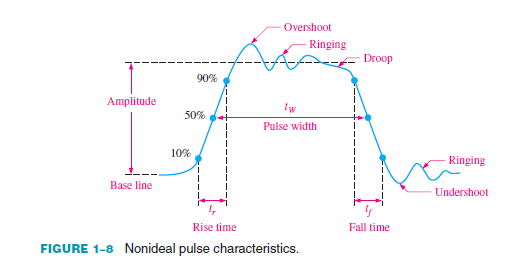 Overshoot
Ringing
Droop
90%
Amplitude
tW
50%
Pulse width
10%
Ringing
Base line
Undershoot
tr
tf
Rise time
Fall time
FIGURE 1–8 Nonideal pulse characteristics.